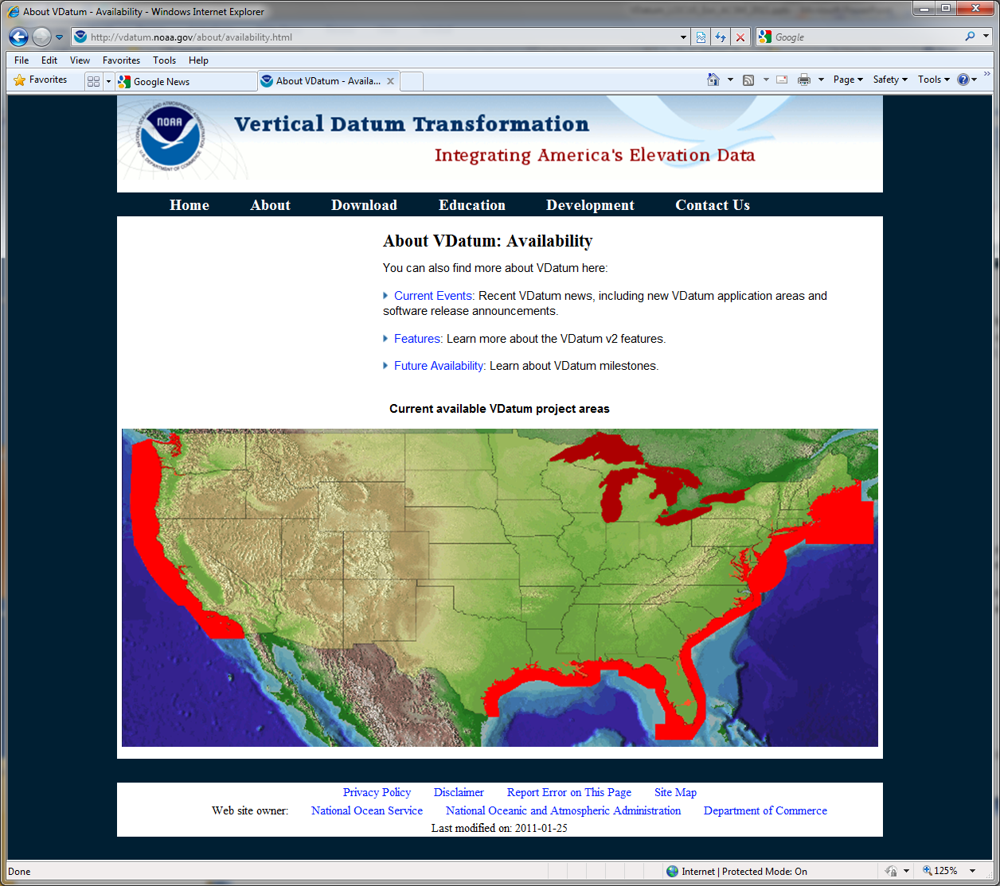 About VDatum - Availability - Windows Internet Explorer
http://vdatum.noaa.gov/about/availability.html
Google
File Edit View Favorites Tools Help
Favorites
Google News
About VDatum - Availa...
Page
Safety
Tools
NOAA
Vertical Datum Transformation
Integrating America's Elevation Data
Home About Download Education Development Contact Us
About VDatum: Availability
You can also find more about VDatum here:
Current Events: Recent VDatum news, including new VDatum application areas and
software release announcements.
Features: Learn more about the VDatum v2 features.
Future Availability: Learn about VDatum milestones.
Current available VDatum project areas
Privacy Policy Disclaimer Report Error on This Page Site Map
Web site owner: National Ocean Service National Oceanic and Atmospheric Administration Department of Commerce
Last modified on: 2011-01-25
Done
Internet | Protected Mode: On
125%